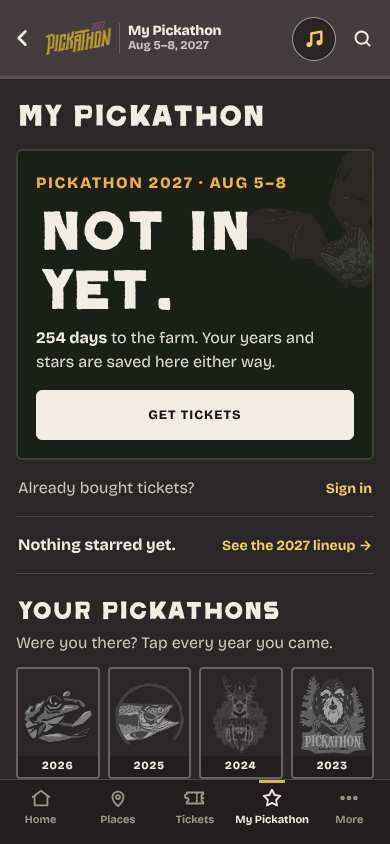 PICKATHON
My Pickathon
Aug 5–8, 2027
MY PICKATHON
PICKATHON 2027 · AUG 5–8
NOT IN
YET.
254 days to the farm. Your years and
stars are saved here either way.
GET TICKETS
Already bought tickets?
Sign in
Nothing starred yet.
See the 2027 lineup →
YOUR PICKATHONS
Were you there? Tap every year you came.
PICKATHON
2026
2025
2024
2023
Home
Places
Tickets
My Pickathon
More